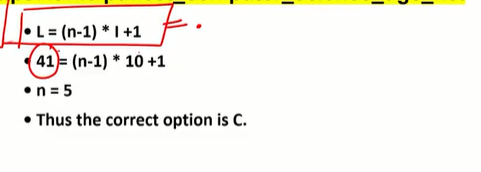 • L = (n-1) * I +1
• 41 = (n-1) * 10 +1
• n = 5
• Thus the correct option is C.